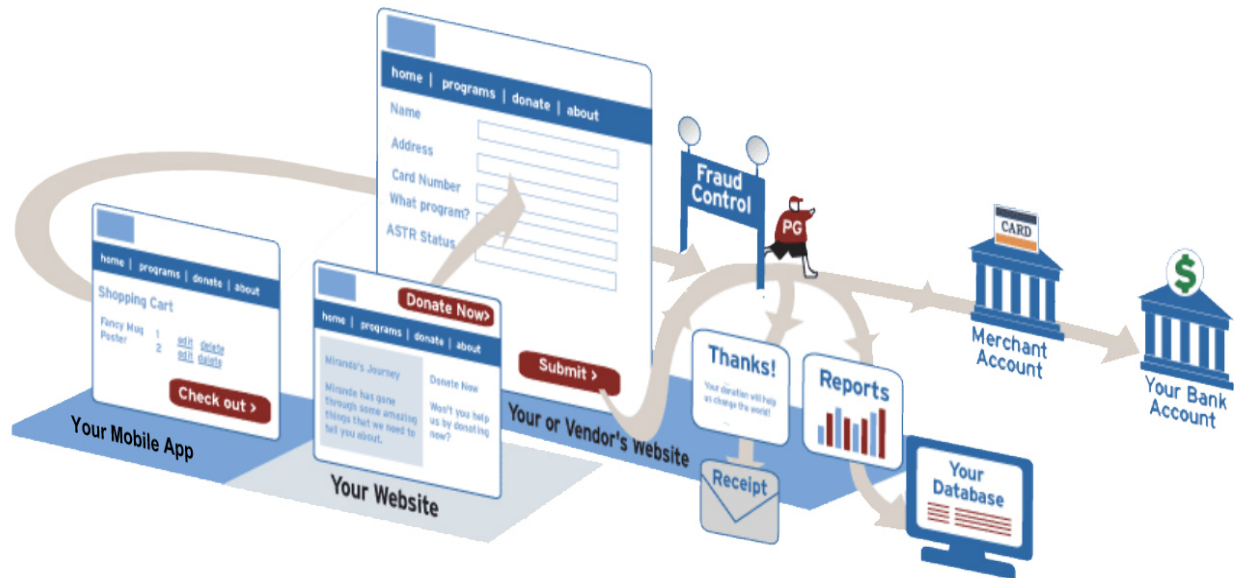 home | programs | donate | about
Name
Address
Card Number
What program?
ASTR Status
Submit >
Your or Vendor's Website
home | programs | donate | about
Shopping Cart
Fancy Mug 1 edit delete
Poster 2 edit delete
Check out >
Your Mobile App
Donate Now>
home | programs | donate | about
Miranda's Journey
Miranda has gone
through some amazing
things that we need to
tell you about.
Donate Now
Won't you help
us by donating
now?
Your Website
Fraud
Control
PG
Thanks!
Your donation will help
us change the world!
Receipt
Reports
Your
Database
CARD
Merchant
Account
$
Your Bank
Account